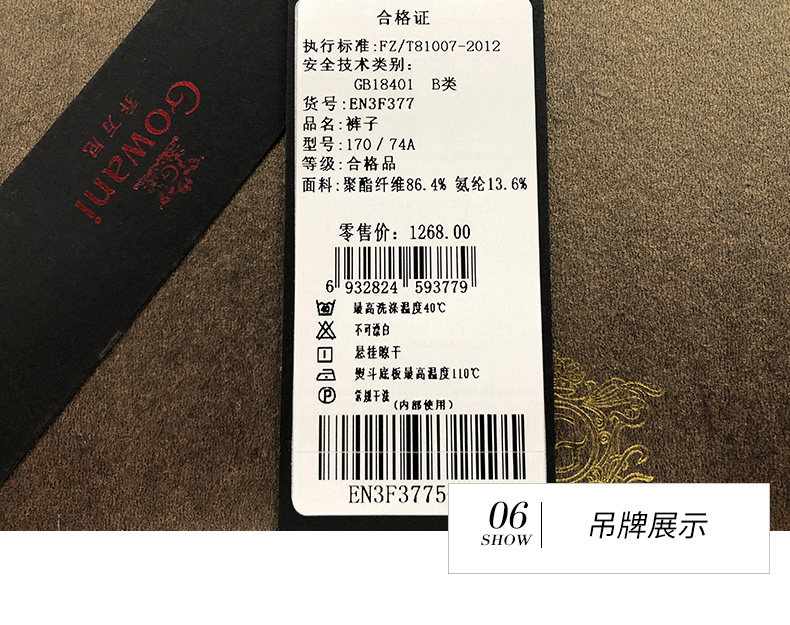 合格证
执行标准:FZ/T81007-2012
安全技术类别:
GB18401 B类
货号:EN3F377
品名:裤子
型号:170/74A
等级:合格品
面料:聚酯纤维86.4% 氨纶13.6%
零售价:1268.00
6 932824 593779
最高洗涤温度40℃
不可漂白
悬挂晾干
熨斗底板最高温度110℃
常规干洗
(内部使用)
EN3F3775
Gowani
乔万尼
06
SHOW
吊牌展示